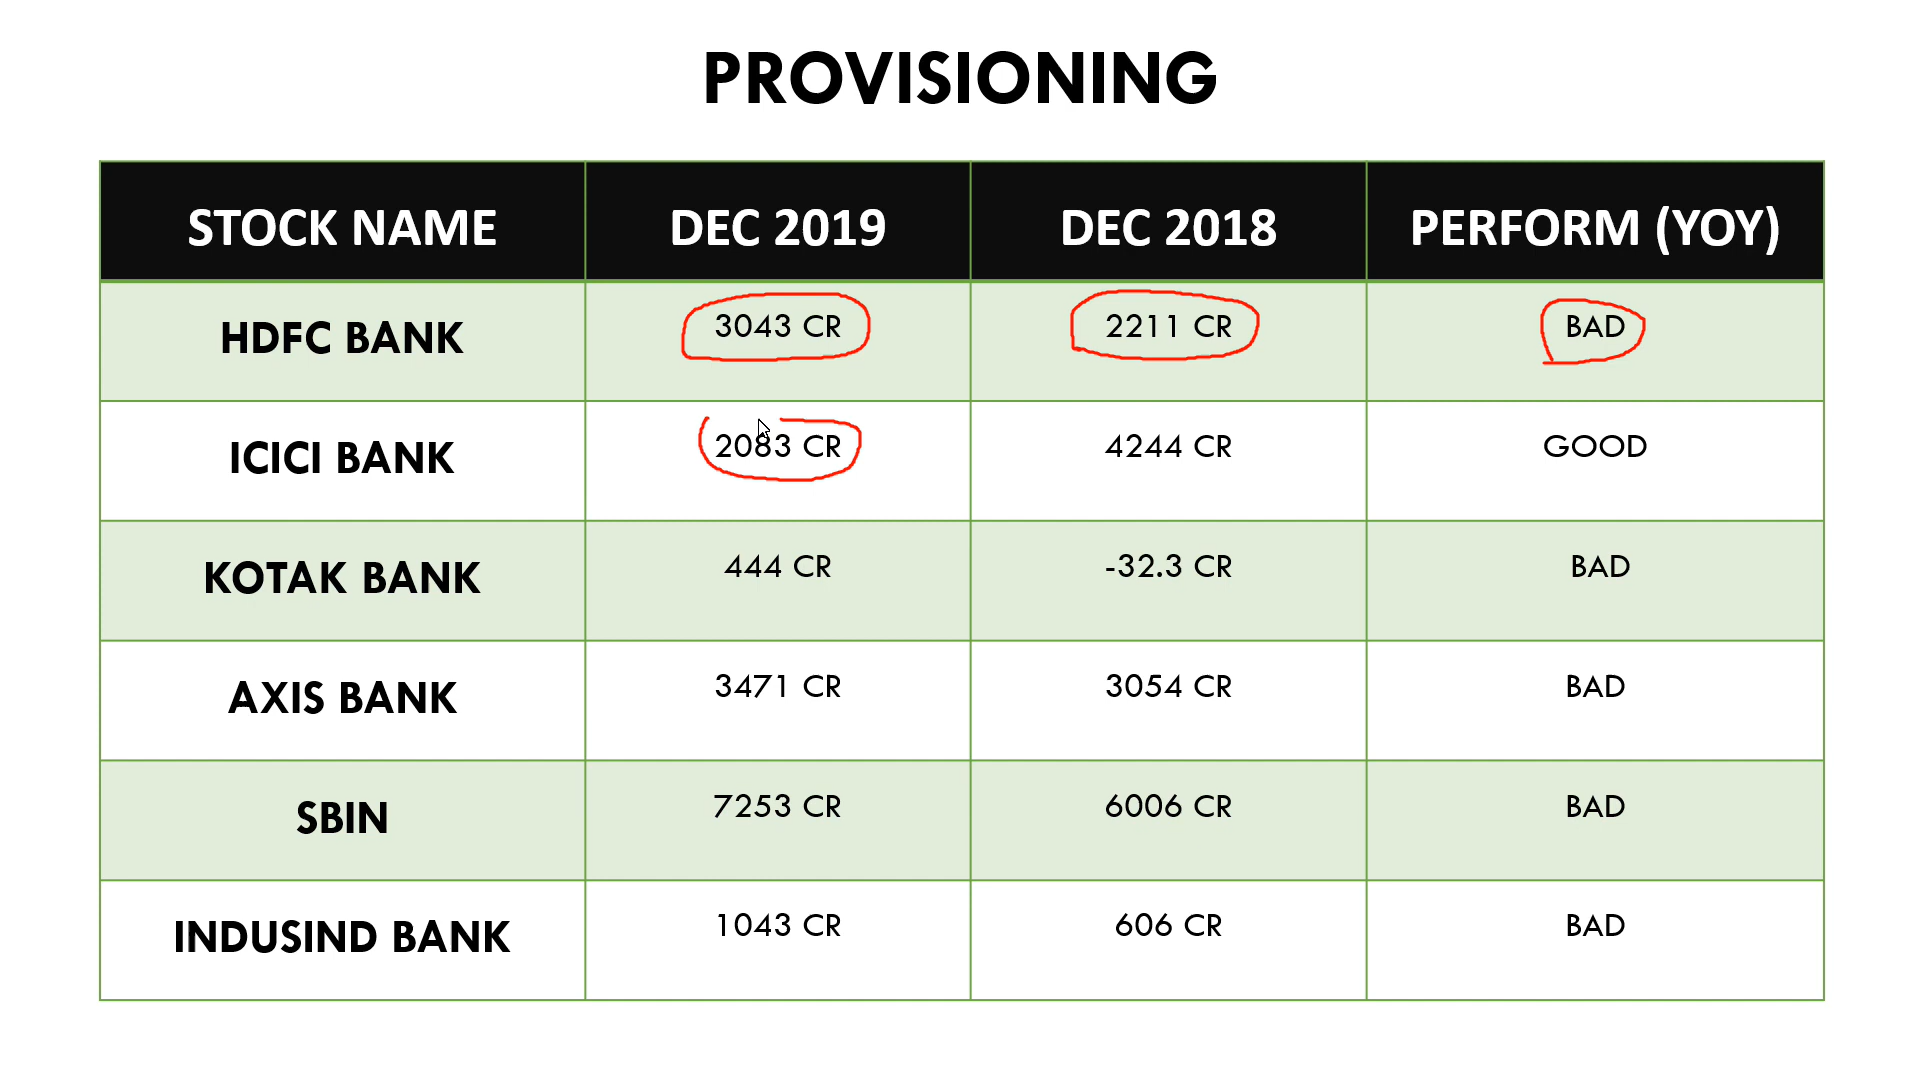 PROVISIONING
STOCK NAME DEC 2019 DEC 2018 PERFORM (YOY)
HDFC BANK 3043 CR 2211 CR BAD
ICICI BANK 2083 CR 4244 CR GOOD
KOTAK BANK 444 CR -32.3 CR BAD
AXIS BANK 3471 CR 3054 CR BAD
SBIN 7253 CR 6006 CR BAD
INDUSIND BANK 1043 CR 606 CR BAD